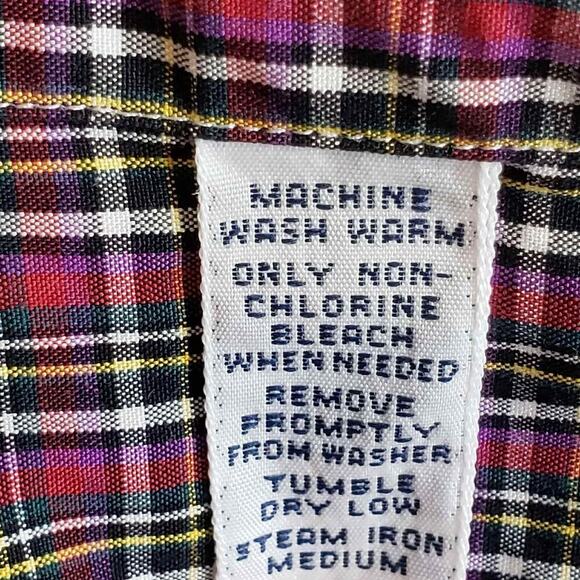 MACHINE
WASH WARM
ONLY NON-
CHLORINE
BLEACH
WHEN NEEDED
REMOVE
PROMPTLY
FROM WASHER
TUMBLE
DRY LOW
STEAM IRON
MEDIUM